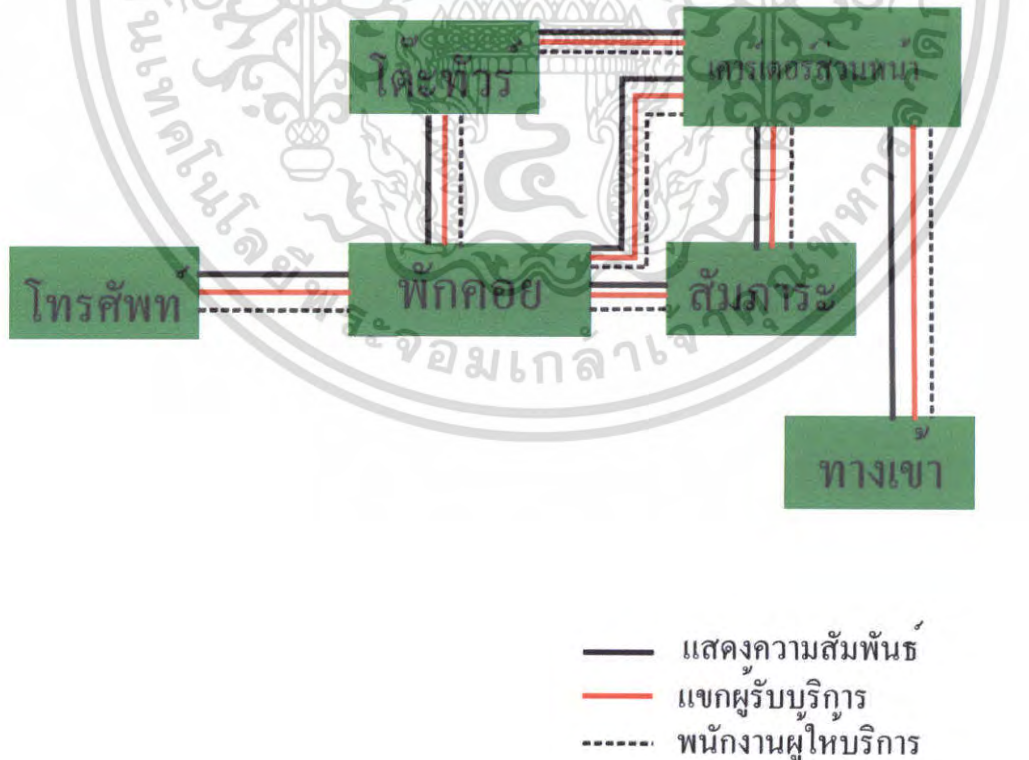 โต๊ะทัวร์
เคาร์เตอร์ส่วนหน้า
โทรศัพท์
พักคอย
สัมภาระ
ทางเข้า
แสดงความสัมพันธ์
แขกผู้รับบริการ
พนักงานผู้ให้บริการ